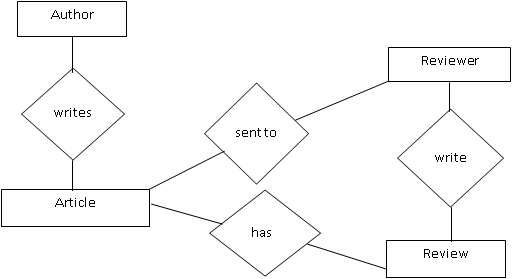 Author
Reviewer
writes
sent to
write
Article
has
Review